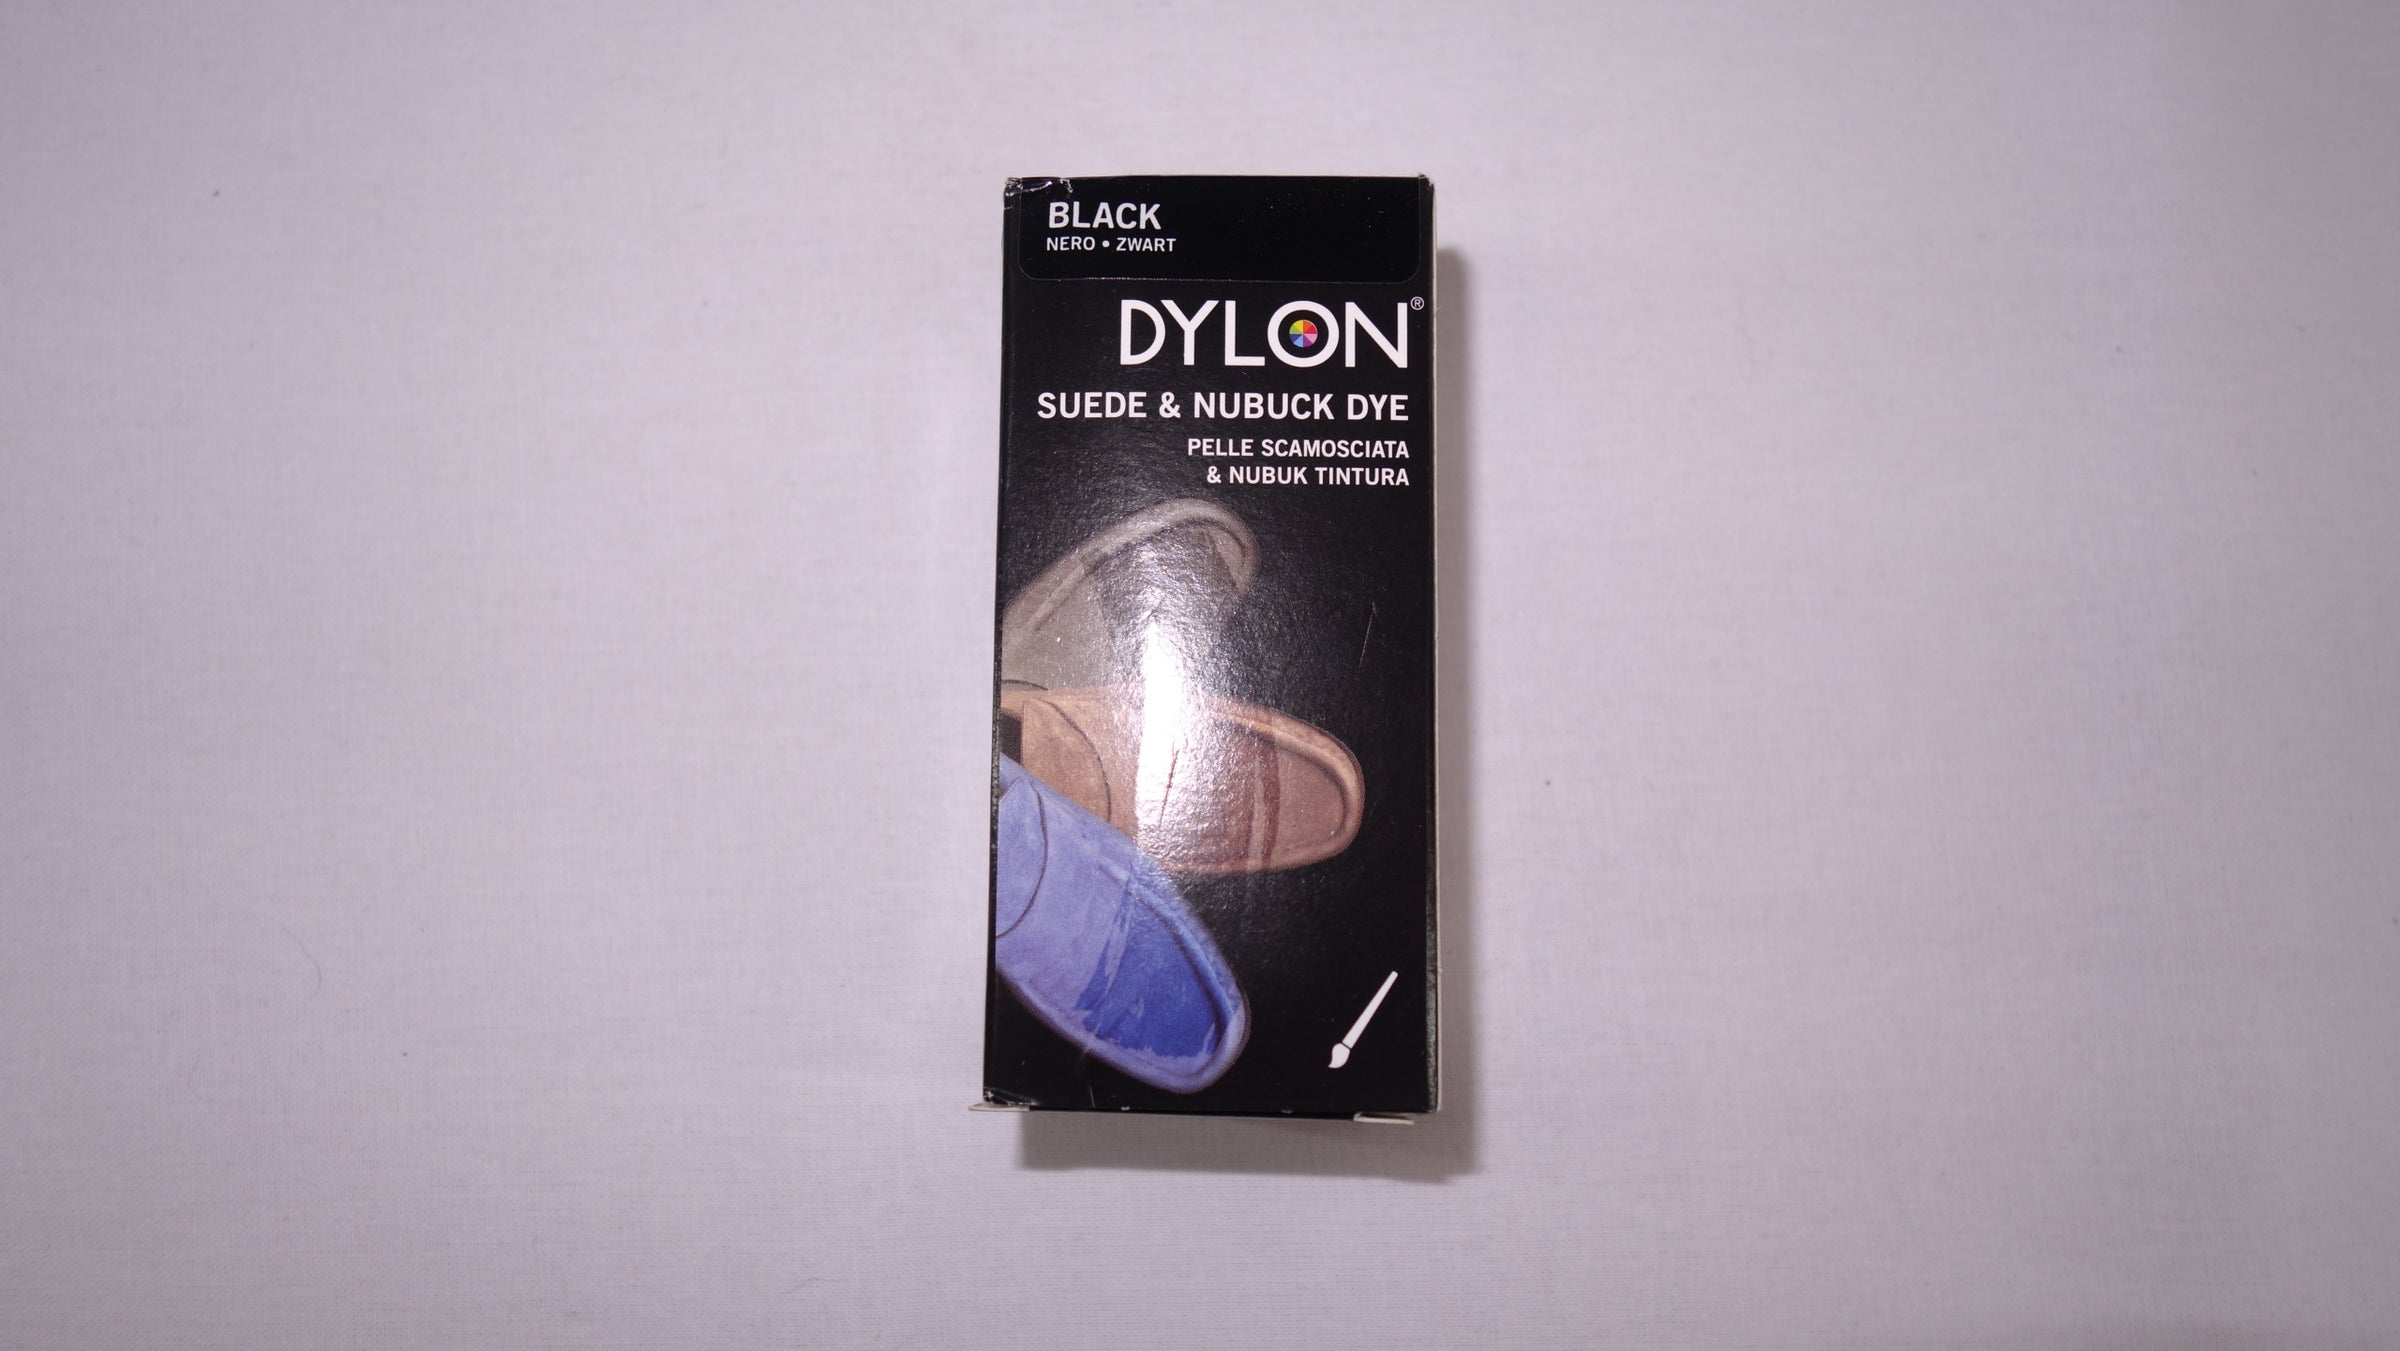 BLACK
NERO • ZWART
DYLON®
SUEDE & NUBUCK DYE
PELLE SCAMOSCIATA
& NUBUK TINTURA